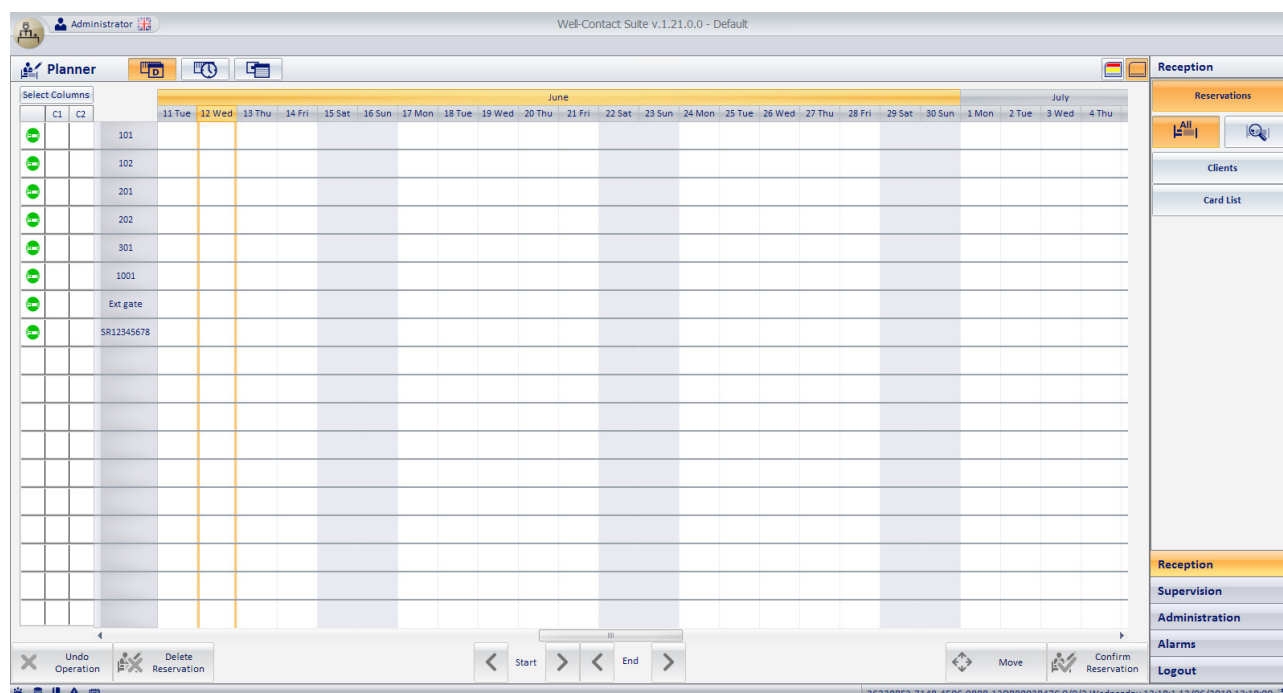 Administrator
Well-Contact Suite v.1.21.0.0 - Default
Planner
D
Reception
Select Columns
June
July
Reservations
C1 C2
11 Tue 12 Wed 13 Thu 14 Fri 15 Sat 16 Sun 17 Mon 18 Tue 19 Wed 20 Thu 21 Fri 22 Sat 23 Sun 24 Mon 25 Tue 26 Wed 27 Thu 28 Fri 29 Sat 30 Sun 1 Mon 2 Tue 3 Wed 4 Thu
All
101
102
Clients
201
Card List
202
301
1001
Ext gate
SR12345678
Reception
Supervision
Administration
Alarms
Logout
Undo
Operation
Delete
Reservation
Start
End
Move
Confirm
Reservation